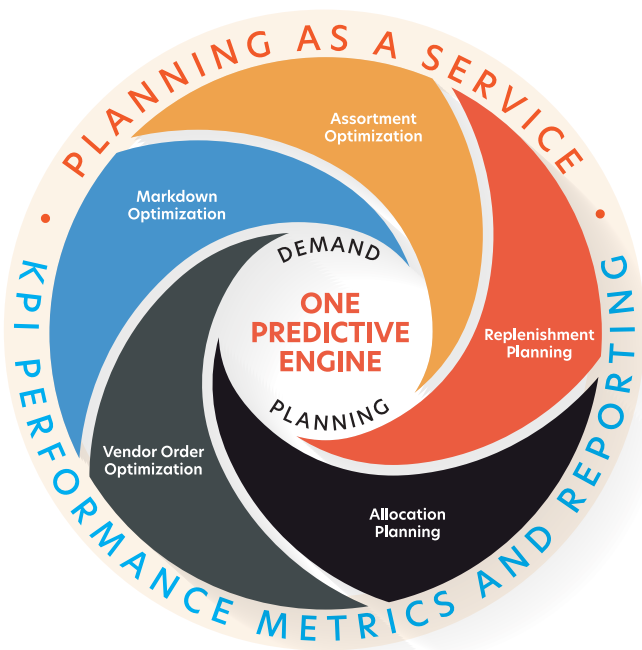 PLANNING AS A SERVICE
Assortment
Optimization
Markdown
Optimization
DEMAND
ONE
PREDICTIVE
ENGINE
PLANNING
Replenishment
Planning
Vendor Order
Optimization
Allocation
Planning
KPI PERFORMANCE METRICS AND REPORTING